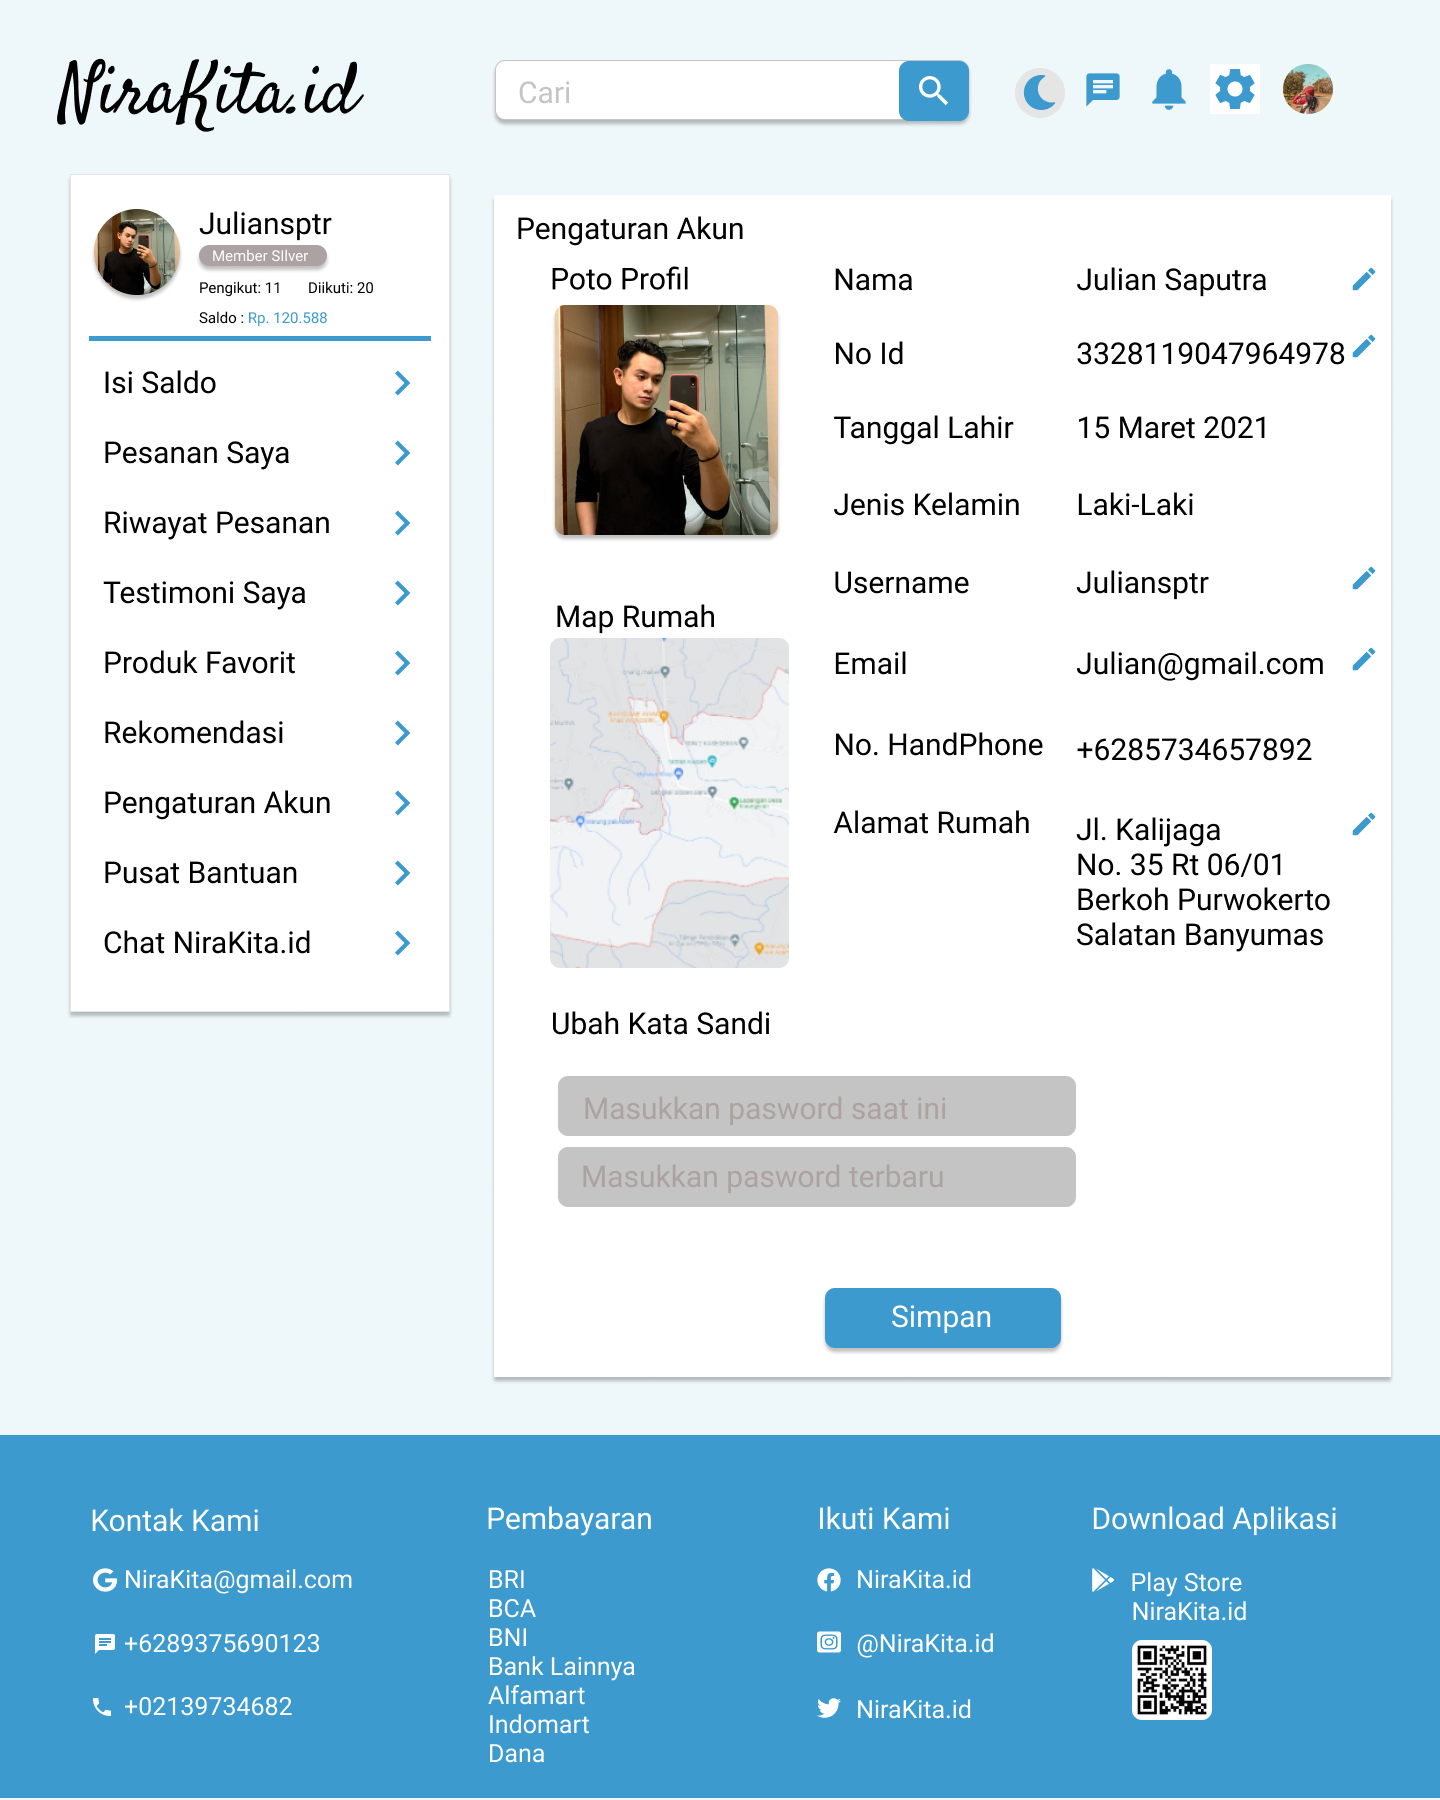 NiraKita.id
Cari
Juliansptr
Member SIlver
Pengikut: 11 Diikuti: 20
Saldo : Rp. 120.588
Isi Saldo
Pesanan Saya
Riwayat Pesanan
Testimoni Saya
Produk Favorit
Rekomendasi
Pengaturan Akun
Pusat Bantuan
Chat NiraKita.id
Pengaturan Akun
Poto Profil
Map Rumah
Nama Julian Saputra
No Id 3328119047964978
Tanggal Lahir 15 Maret 2021
Jenis Kelamin Laki-Laki
Username Juliansptr
Email Julian@gmail.com
No. HandPhone +6285734657892
Alamat Rumah Jl. Kalijaga
No. 35 Rt 06/01
Berkoh Purwokerto
Salatan Banyumas
Ubah Kata Sandi
Masukkan pasword saat ini
Masukkan pasword terbaru
Simpan
Kontak Kami
NiraKita@gmail.com
+6289375690123
+02139734682
Pembayaran
BRI
BCA
BNI
Bank Lainnya
Alfamart
Indomart
Dana
Ikuti Kami
NiraKita.id
@NiraKita.id
NiraKita.id
Download Aplikasi
Play Store
NiraKita.id